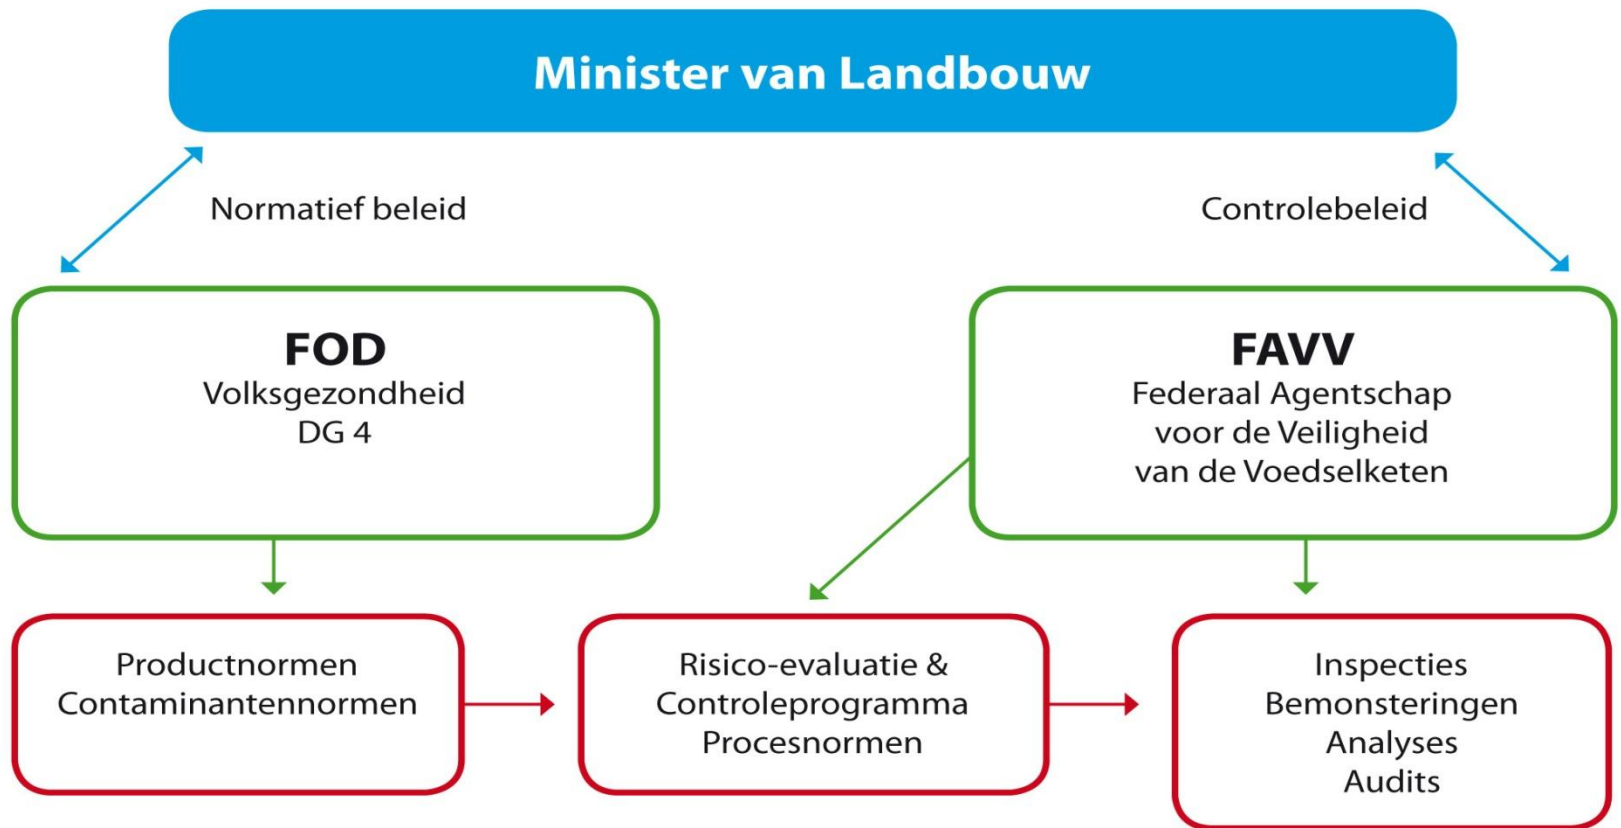 Minister van Landbouw
Normatief beleid
Controlebeleid
FOD
Volksgezondheid
DG 4
FAVV
Federaal Agentschap
voor de Veiligheid
van de Voedselketen
Productnormen
Contaminantennormen
Risico-evaluatie &
Controleprogramma
Procesnormen
Inspecties
Bemonsteringen
Analyses
Audits